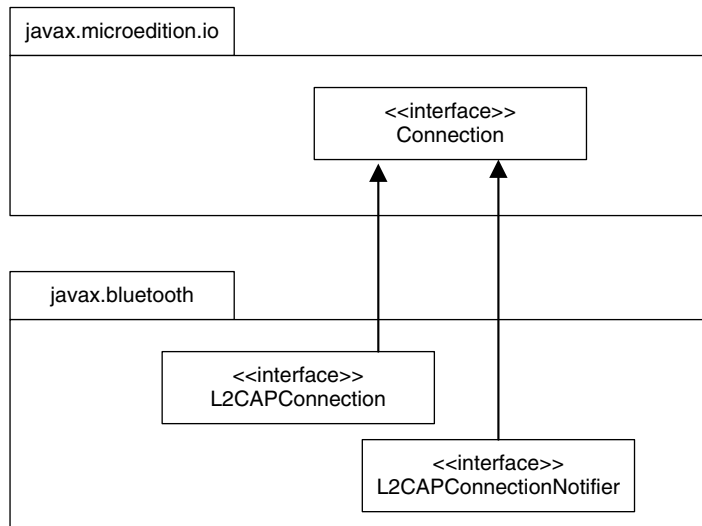 javax.microedition.io
<<interface>>
Connection
javax.bluetooth
<<interface>>
L2CAPConnection
<<interface>>
L2CAPConnectionNotifier